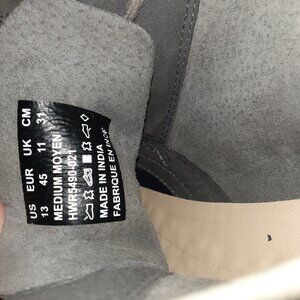 US EUR UK CM
13 45 11 31
MEDIUM MOYEN
HWR5490-021
MADE IN INDIA
FABRIQUE EN INDE